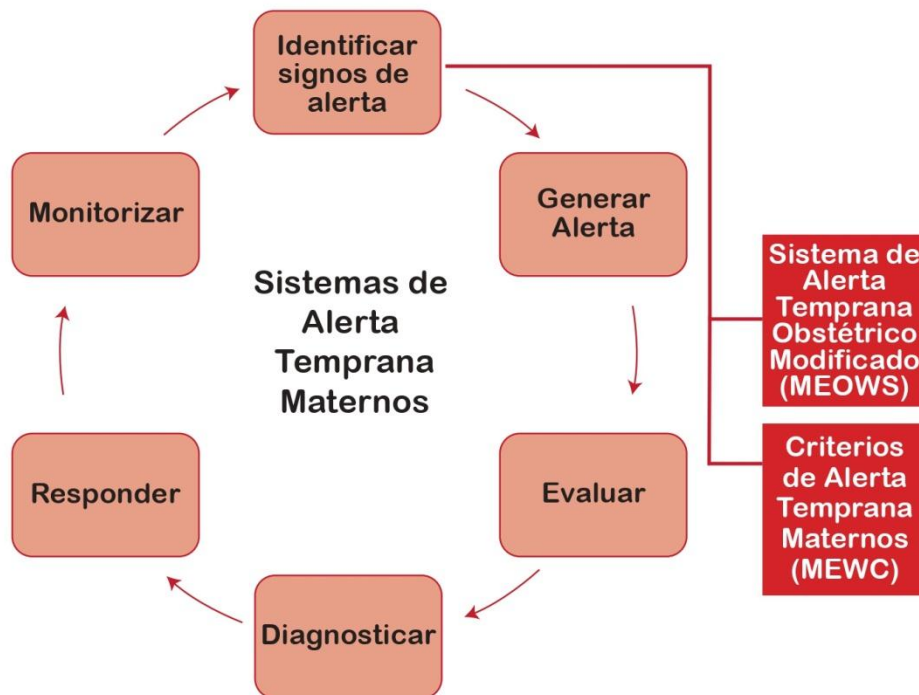 Identificar
signos de
alerta
Generar
Alerta
Monitorizar
Sistemas de
Alerta
Temprana
Maternos
Sistema de
Alerta
Temprana
Obstétrico
Modificado
(MEOWS)
Responder
Evaluar
Criterios
de Alerta
Temprana
Maternos
(MEWC)
Diagnosticar